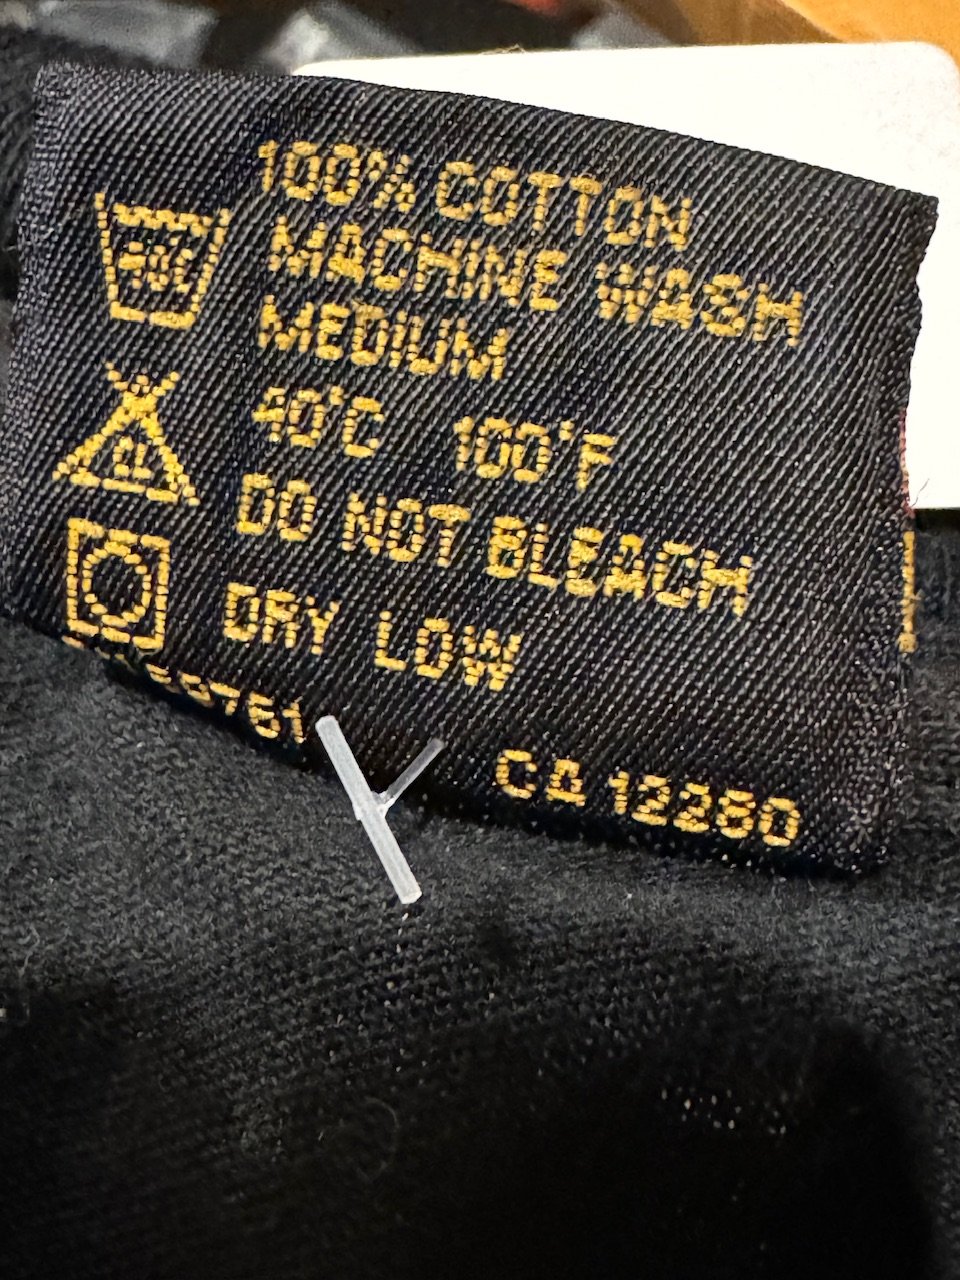 100% COTTON
MACHINE WASH
MEDIUM
40°C 100°F
DO NOT BLEACH
DRY LOW
CA 12280